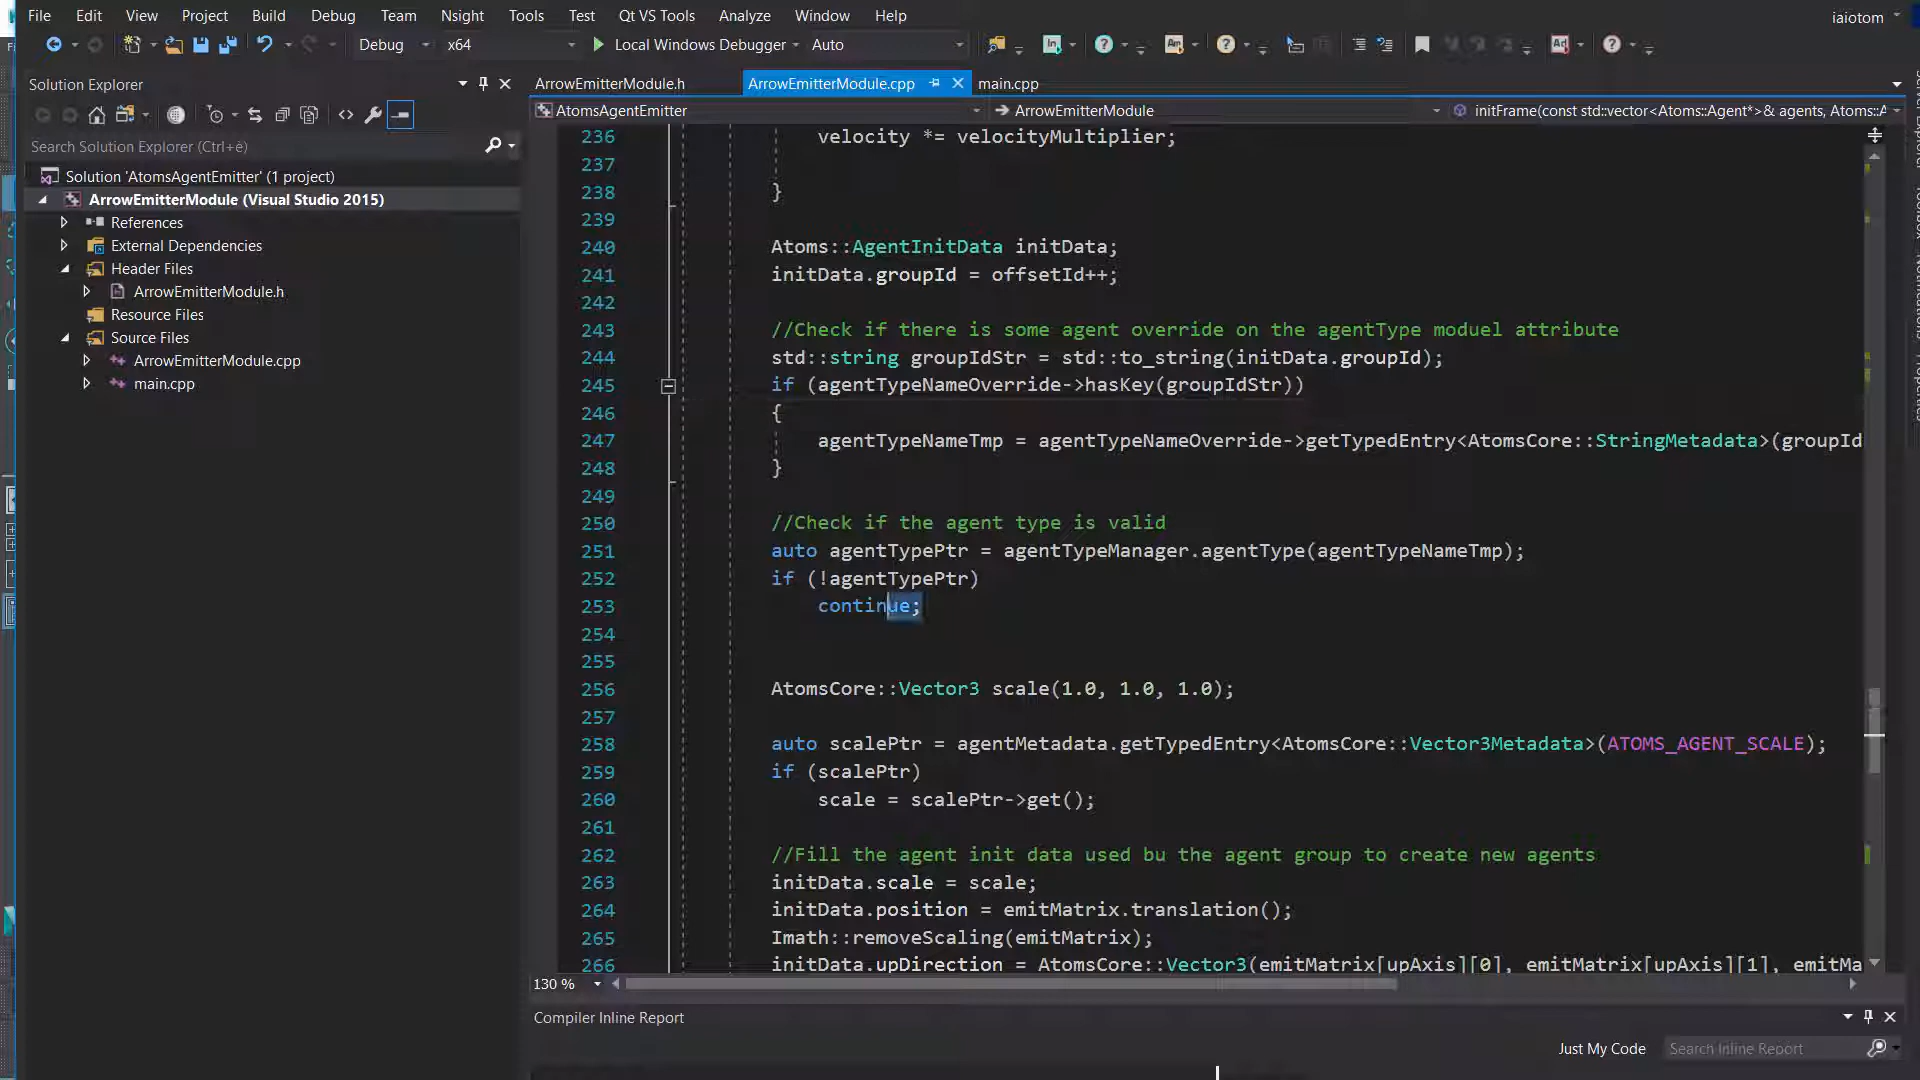 File Edit View Project Build Debug Team Nsight Tools Test Qt VS Tools Analyze Window Help iaiotom
Debug x64 Local Windows Debugger Auto
Solution Explorer
Search Solution Explorer (Ctrl+è)
Solution 'AtomsAgentEmitter' (1 project)
ArrowEmitterModule (Visual Studio 2015)
References
External Dependencies
Header Files
ArrowEmitterModule.h
Resource Files
Source Files
ArrowEmitterModule.cpp
main.cpp
ArrowEmitterModule.h ArrowEmitterModule.cpp main.cpp
AtomsAgentEmitter ArrowEmitterModule initFrame(const std::vector<Atoms::Agent*>& agents, Atoms::A
236 velocity *= velocityMultiplier;
237
238 }
239
240 Atoms::AgentInitData initData;
241 initData.groupId = offsetId++;
242
243 //Check if there is some agent override on the agentType moduel attribute
244 std::string groupIdStr = std::to_string(initData.groupId);
245 if (agentTypeNameOverride->hasKey(groupIdStr))
246 {
247 agentTypeNameTmp = agentTypeNameOverride->getTypedEntry<AtomsCore::StringMetadata>(groupId
248 }
249
250 //Check if the agent type is valid
251 auto agentTypePtr = agentTypeManager.agentType(agentTypeNameTmp);
252 if (!agentTypePtr)
253 continue;
254
255
256 AtomsCore::Vector3 scale(1.0, 1.0, 1.0);
257
258 auto scalePtr = agentMetadata.getTypedEntry<AtomsCore::Vector3Metadata>(ATOMS_AGENT_SCALE);
259 if (scalePtr)
260 scale = scalePtr->get();
261
262 //Fill the agent init data used bu the agent group to create new agents
263 initData.scale = scale;
264 initData.position = emitMatrix.translation();
265 Imath::removeScaling(emitMatrix);
266 initData.upDirection = AtomsCore::Vector3(emitMatrix[upAxis][0], emitMatrix[upAxis][1], emitMa
130 %
Compiler Inline Report
Just My Code Search Inline Report